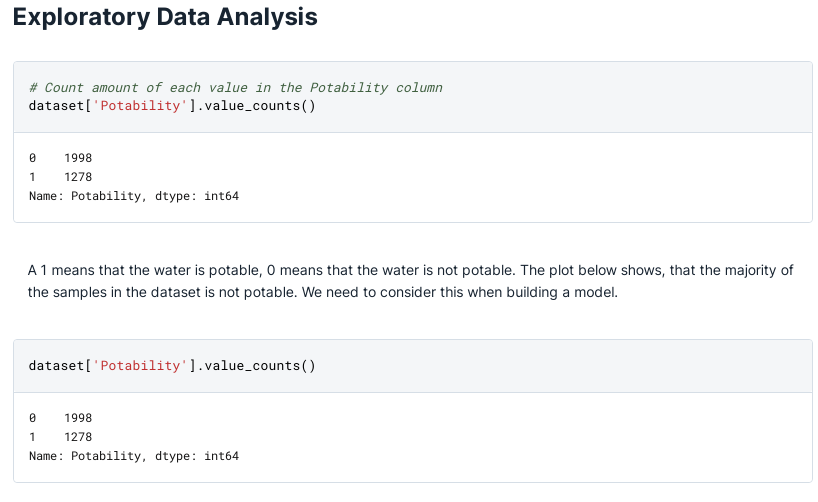 Exploratory Data Analysis
# Count amount of each value in the Potability column
dataset['Potability'].value_counts()
0    1998
1    1278
Name: Potability, dtype: int64
A 1 means that the water is potable, 0 means that the water is not potable. The plot below shows, that the majority of
the samples in the dataset is not potable. We need to consider this when building a model.
dataset['Potability'].value_counts()
0    1998
1    1278
Name: Potability, dtype: int64